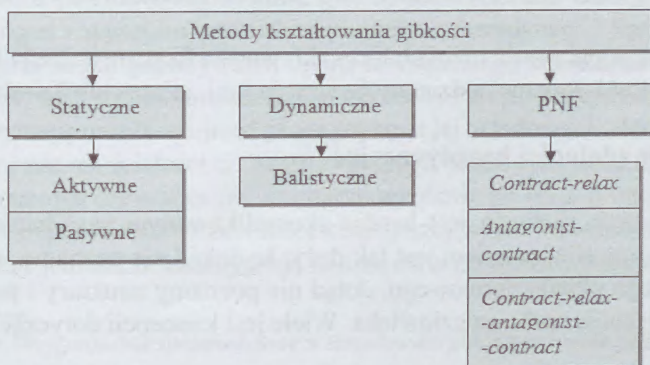 Metody kształtowania gibkości
Statyczne
Dynamiczne
PNF
Aktywne
Pasywne
Balistyczne
Contract-relax
Antagonist-
contract
Contract-relax-
-antagonist-
-contract